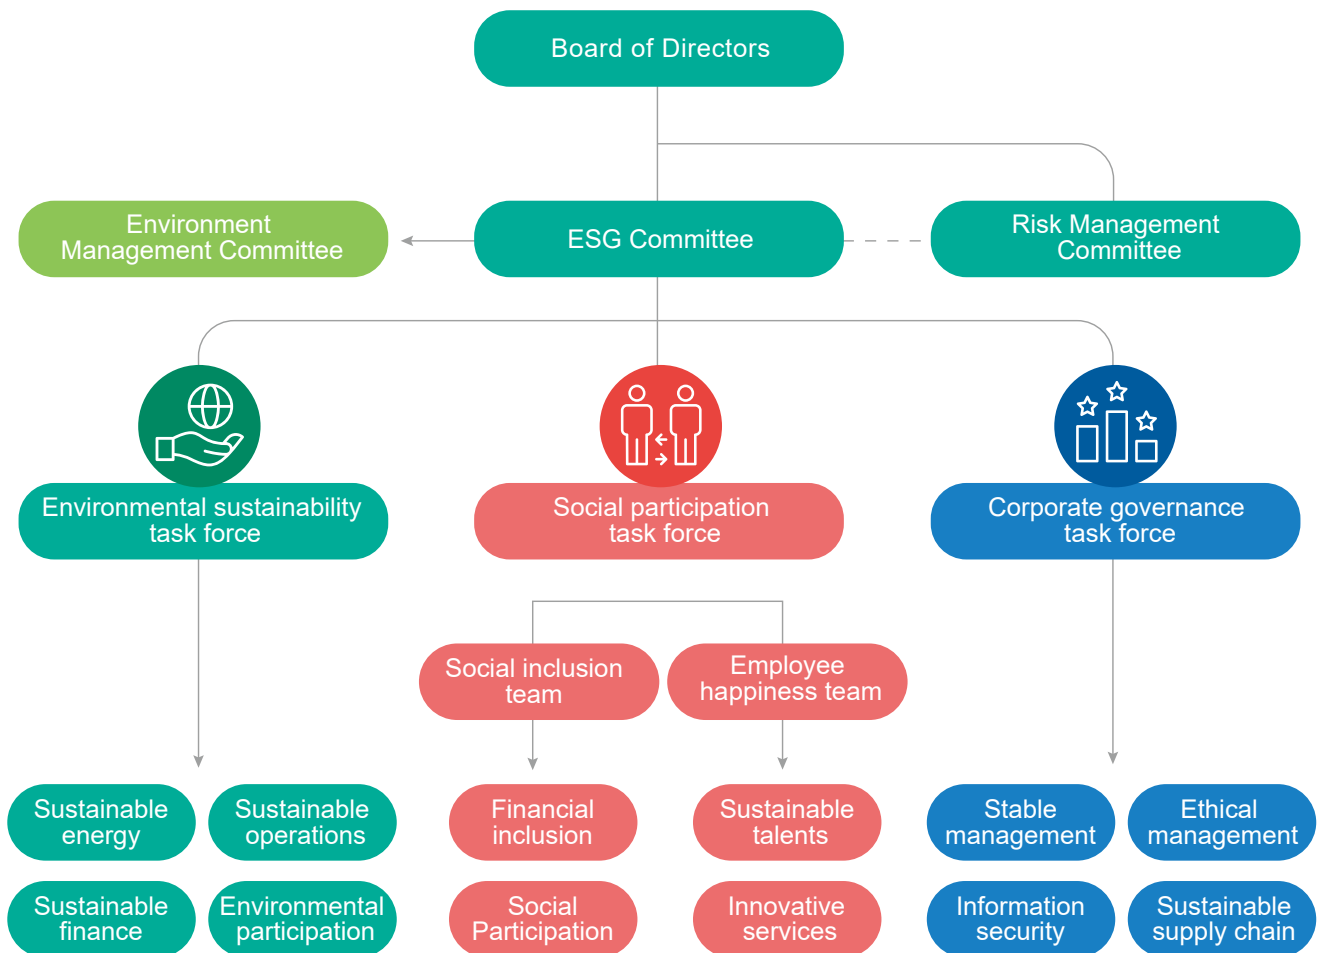 Board of Directors
Environment
Management Committee
ESG Committee
Risk Management
Committee
Environmental sustainability
task force
Social participation
task force
Corporate governance
task force
Social inclusion
team
Employee
happiness team
Sustainable
energy
Sustainable
operations
Financial
inclusion
Sustainable
talents
Stable
management
Ethical
management
Sustainable
finance
Environmental
participation
Social
Participation
Innovative
services
Information
security
Sustainable
supply chain